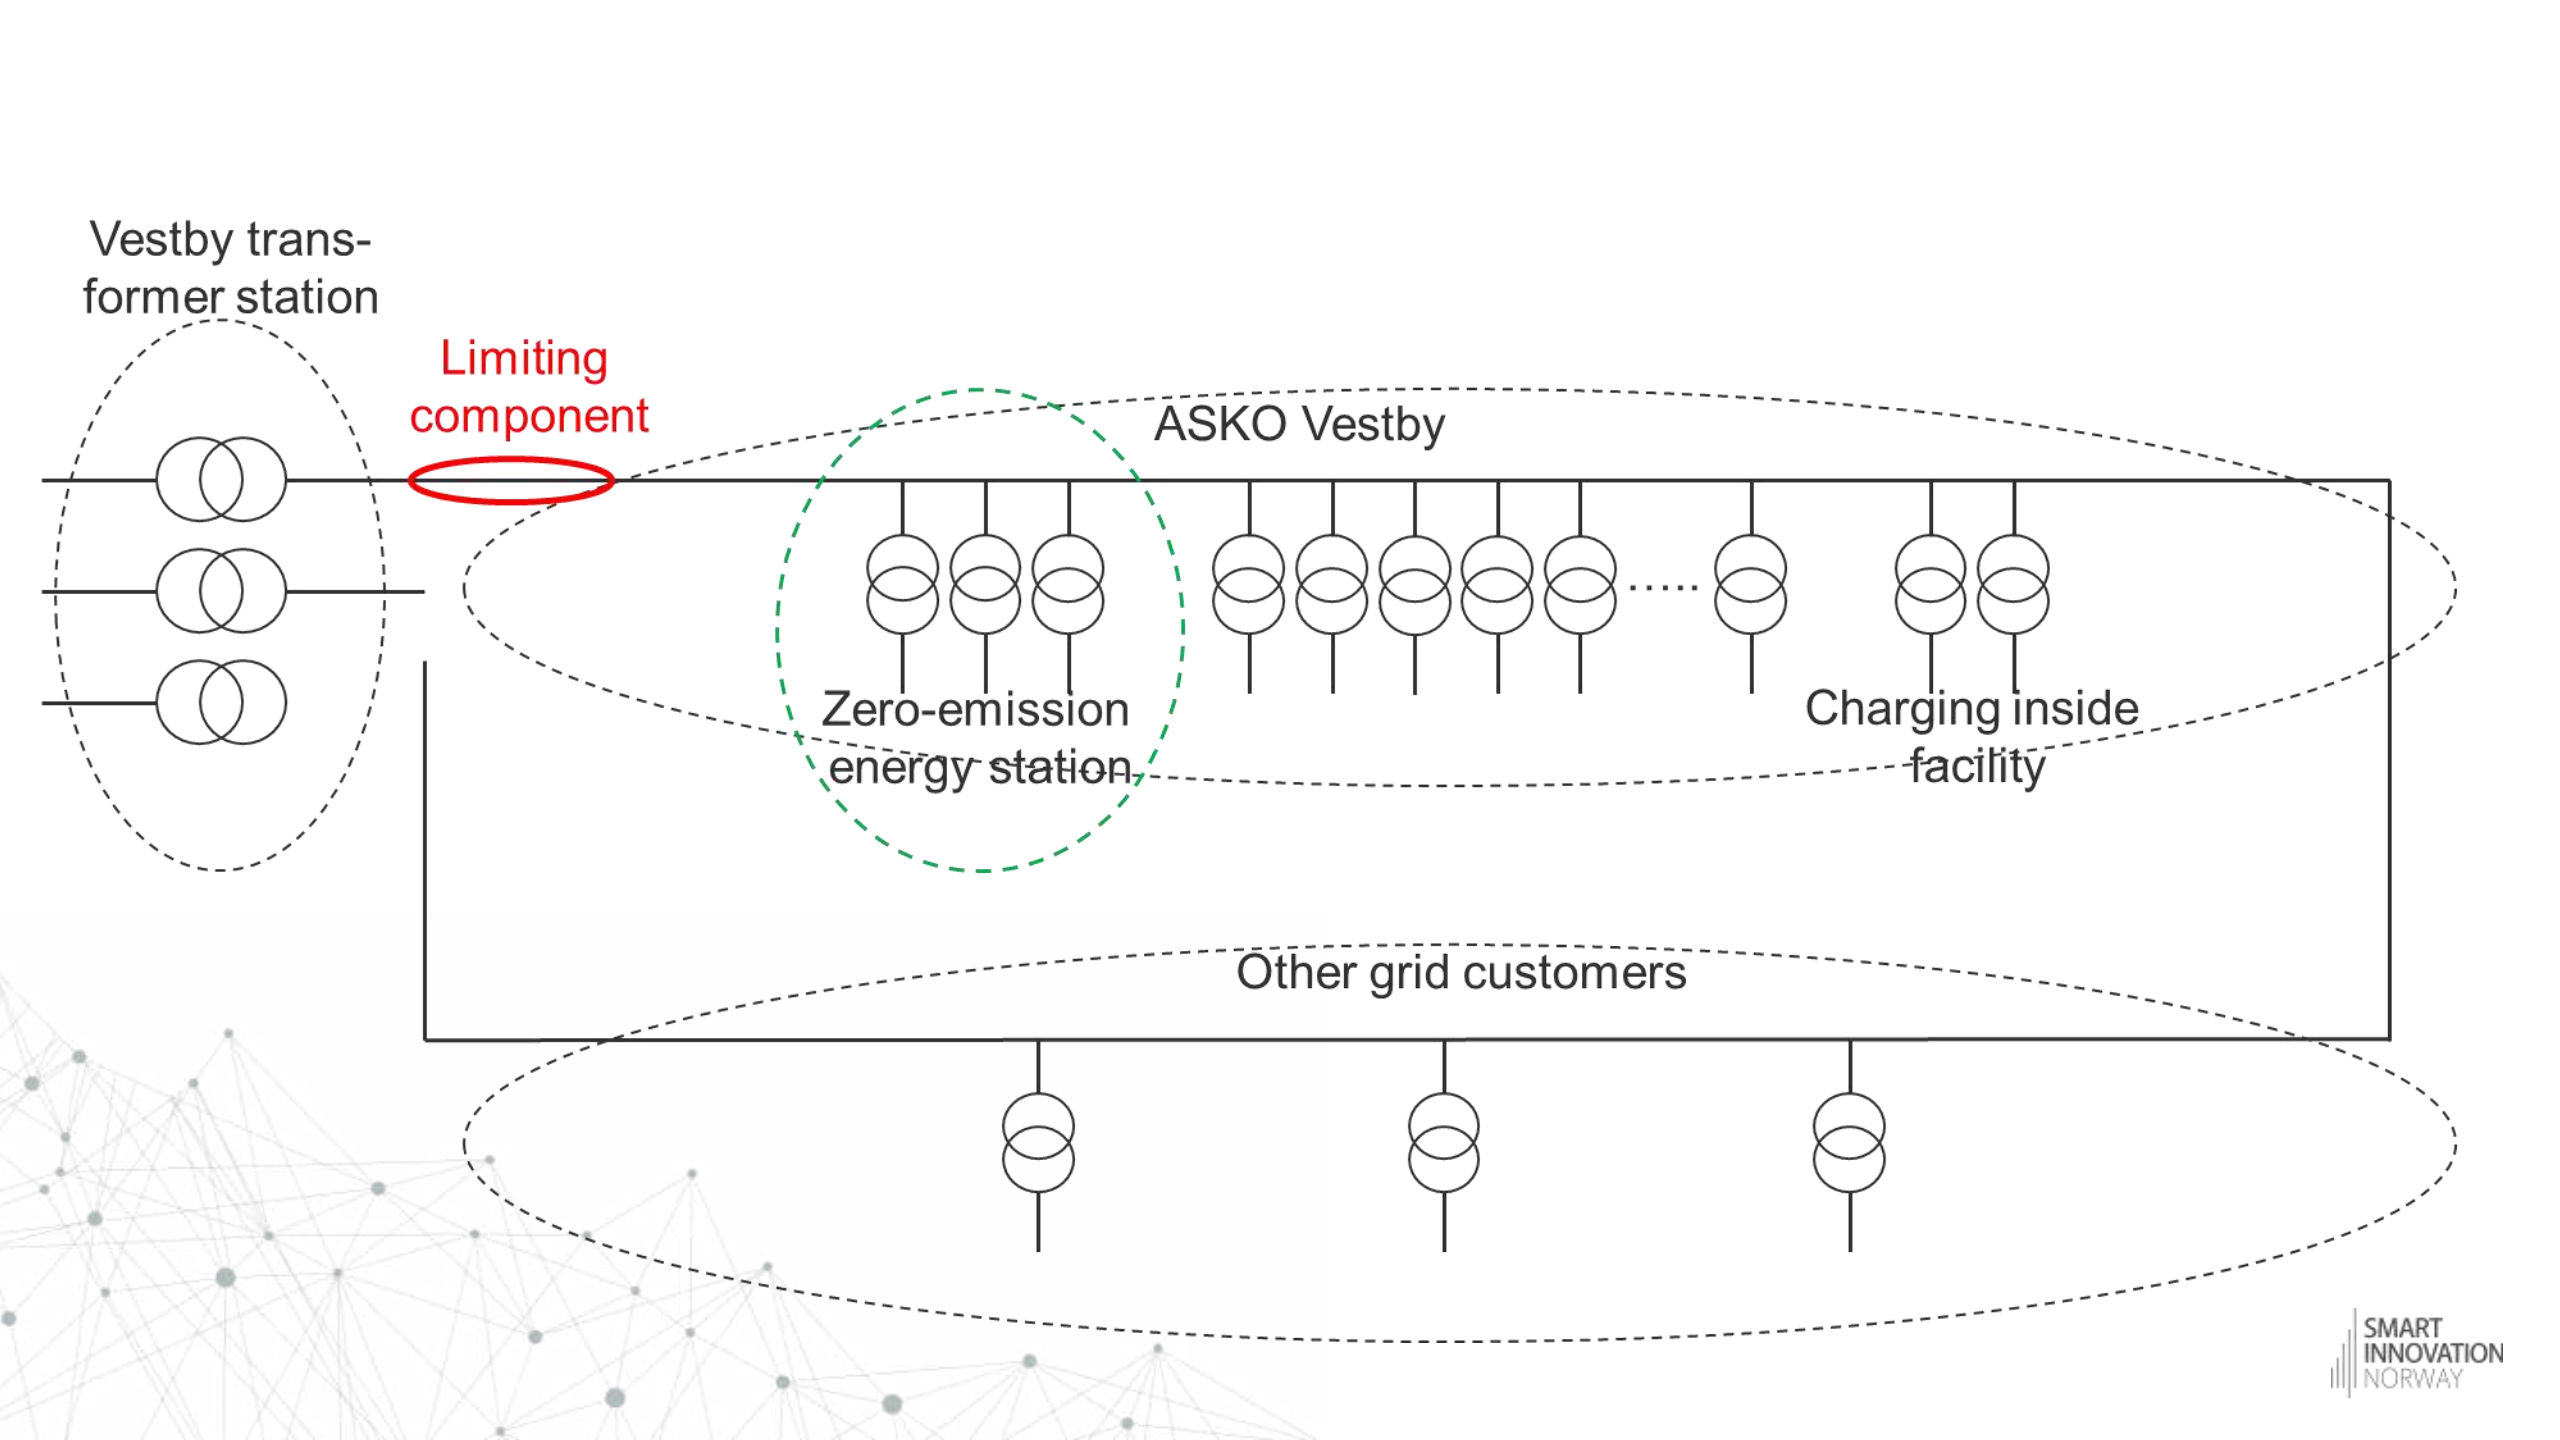 Vestby trans-
former station
Limiting
component
ASKO Vestby
Zero-emission
energy station
Charging inside
facility
Other grid customers
SMART
INNOVATION
NORWAY